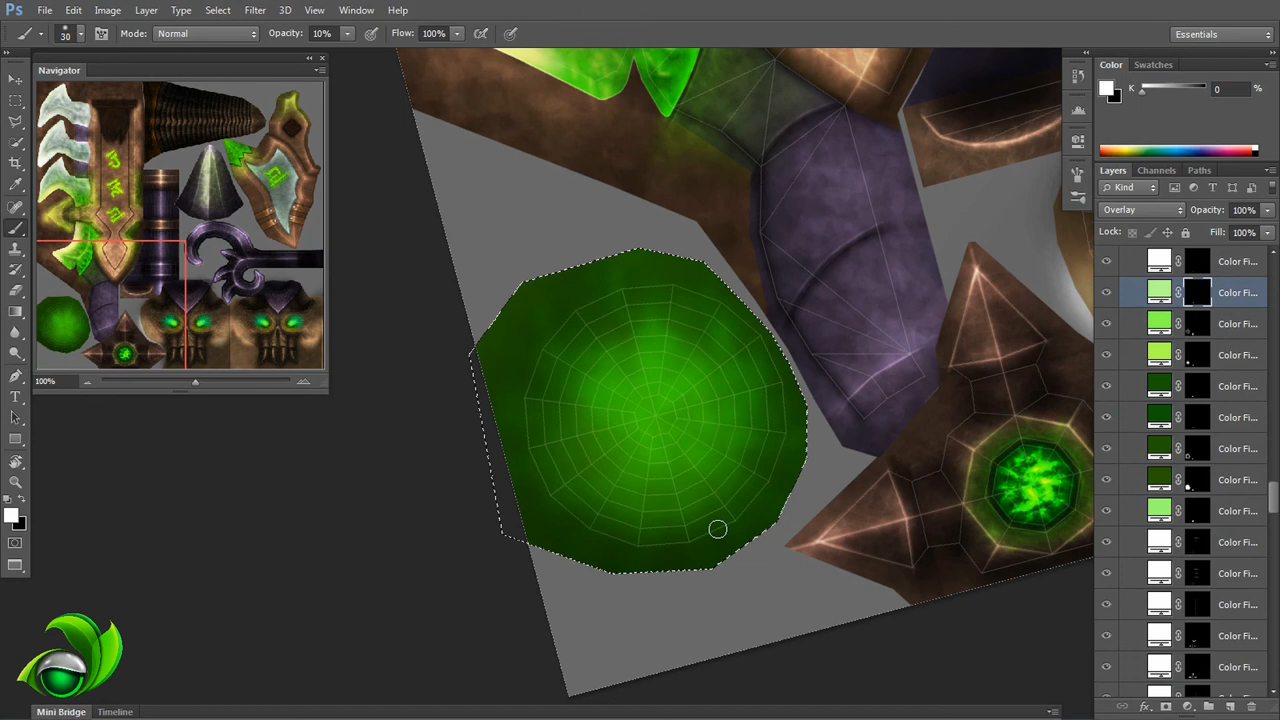 Ps File Edit Image Layer Type Select Filter 3D View Window Help
30 Mode: Normal Opacity: 10% Flow: 100% Essentials
Navigator
100%
Color Swatches
K 0 %
Layers Channels Paths
Kind
Overlay Opacity: 100%
Lock: Fill: 100%
Color Fi...
Color Fi...
Color Fi...
Color Fi...
Color Fi...
Color Fi...
Color Fi...
Color Fi...
Color Fi...
Color Fi...
Color Fi...
Color Fi...
Color Fi...
Color Fi...
Mini Bridge Timeline